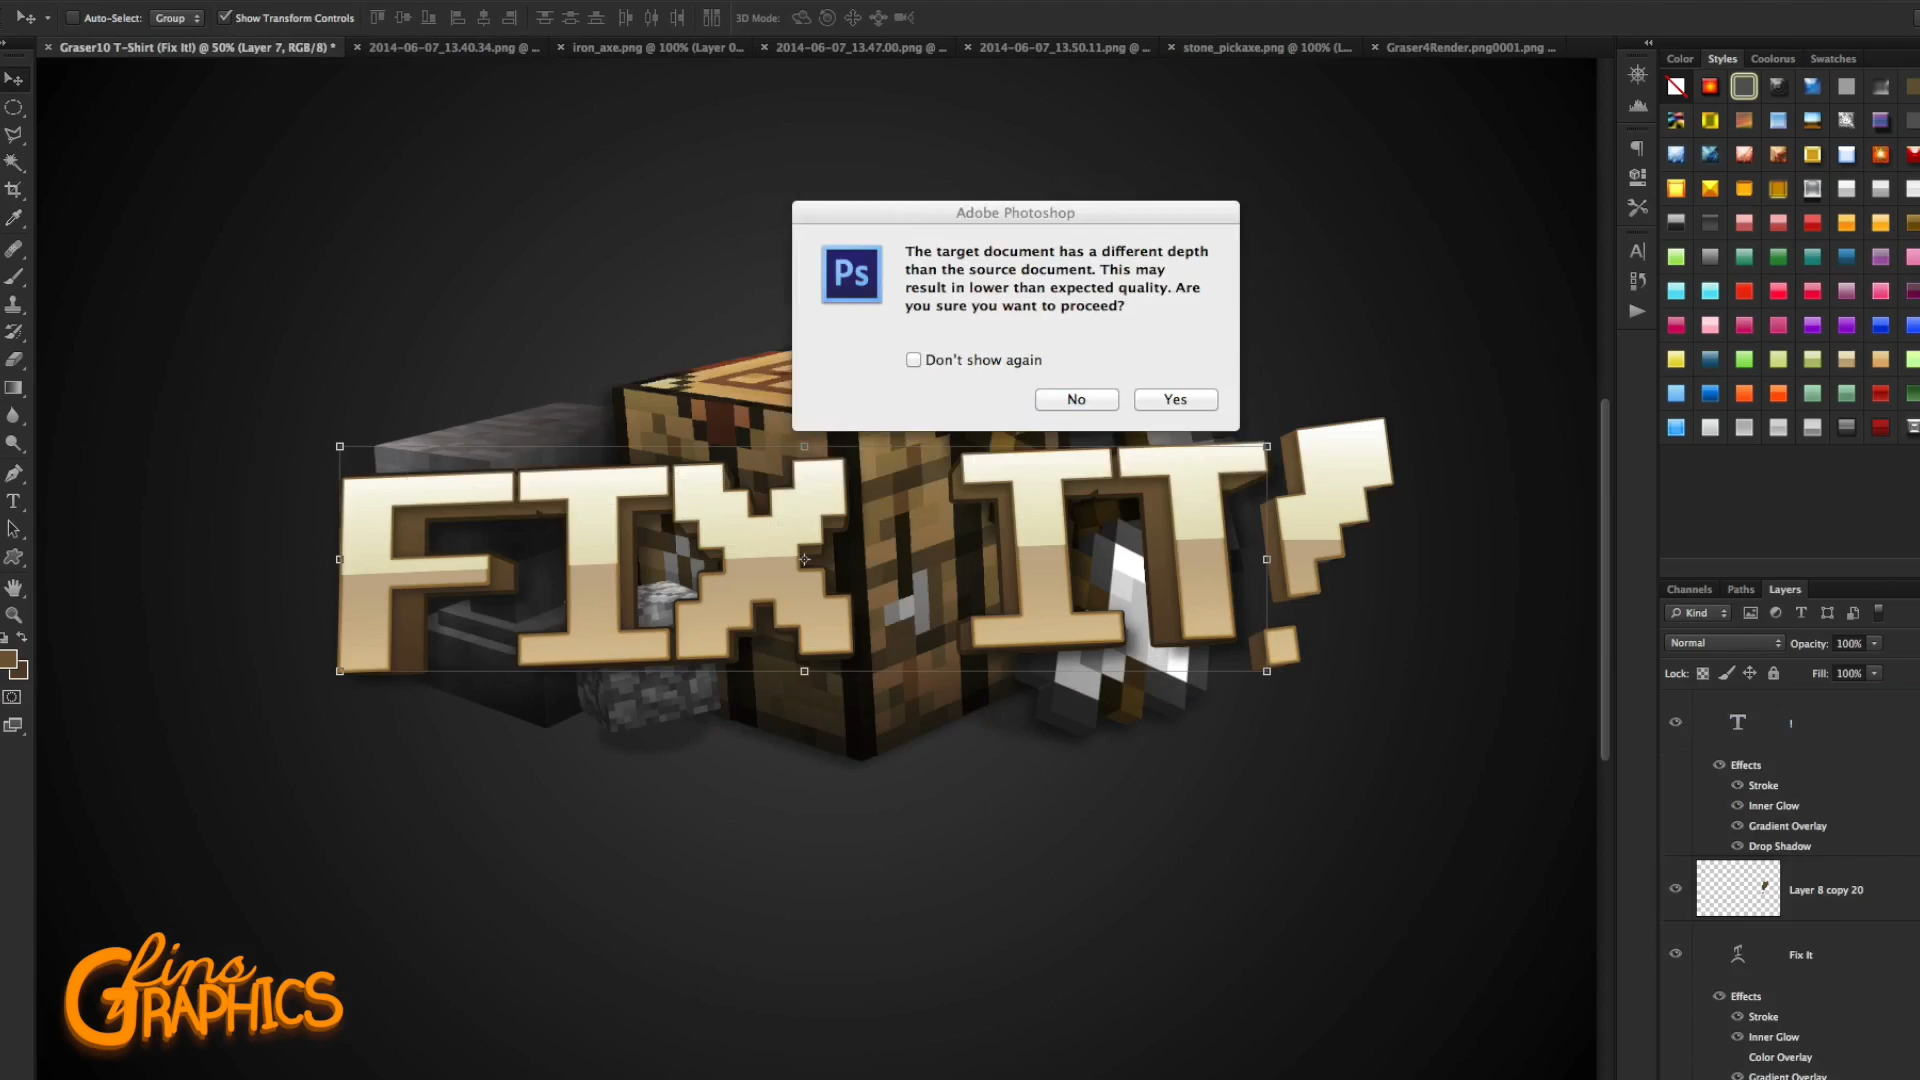 Auto-Select: Group Show Transform Controls 3D Mode:
Graser10 T-Shirt (Fix It!) @ 50% (Layer 7, RGB/8) * 2014-06-07_13.40.34.png @ ... iron_axe.png @ 100% (Layer 0... 2014-06-07_13.47.00.png @ ... 2014-06-07_13.50.11.png @ ... stone_pickaxe.png @ 100% (L... Graser4Render.png0001.png ...
Color Styles Coolorus Swatches
Adobe Photoshop
Ps
The target document has a different depth
than the source document. This may
result in lower than expected quality. Are
you sure you want to proceed?
Don't show again
No Yes
FIX IT!
Channels Paths Layers
Kind
Normal Opacity: 100%
Lock: Fill: 100%
T !
Effects
Stroke
Inner Glow
Gradient Overlay
Drop Shadow
Layer 8 copy 20
Fix It
Effects
Stroke
Inner Glow
Color Overlay
Gradient Overlay
fins
GRAPHICS